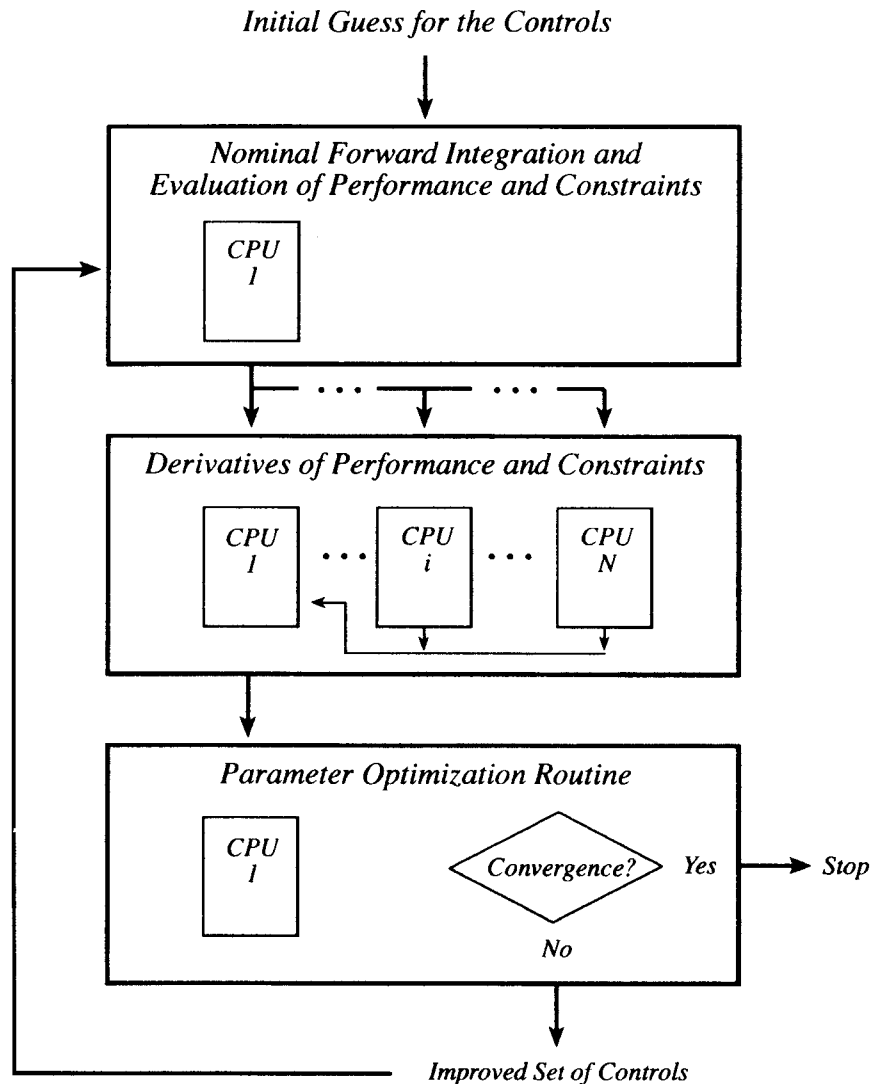 Initial Guess for the Controls
Nominal Forward Integration and
Evaluation of Performance and Constraints
CPU
1
... ...
Derivatives of Performance and Constraints
CPU ... CPU ... CPU
1 i N
Parameter Optimization Routine
CPU
1
Convergence? Yes Stop
No
Improved Set of Controls